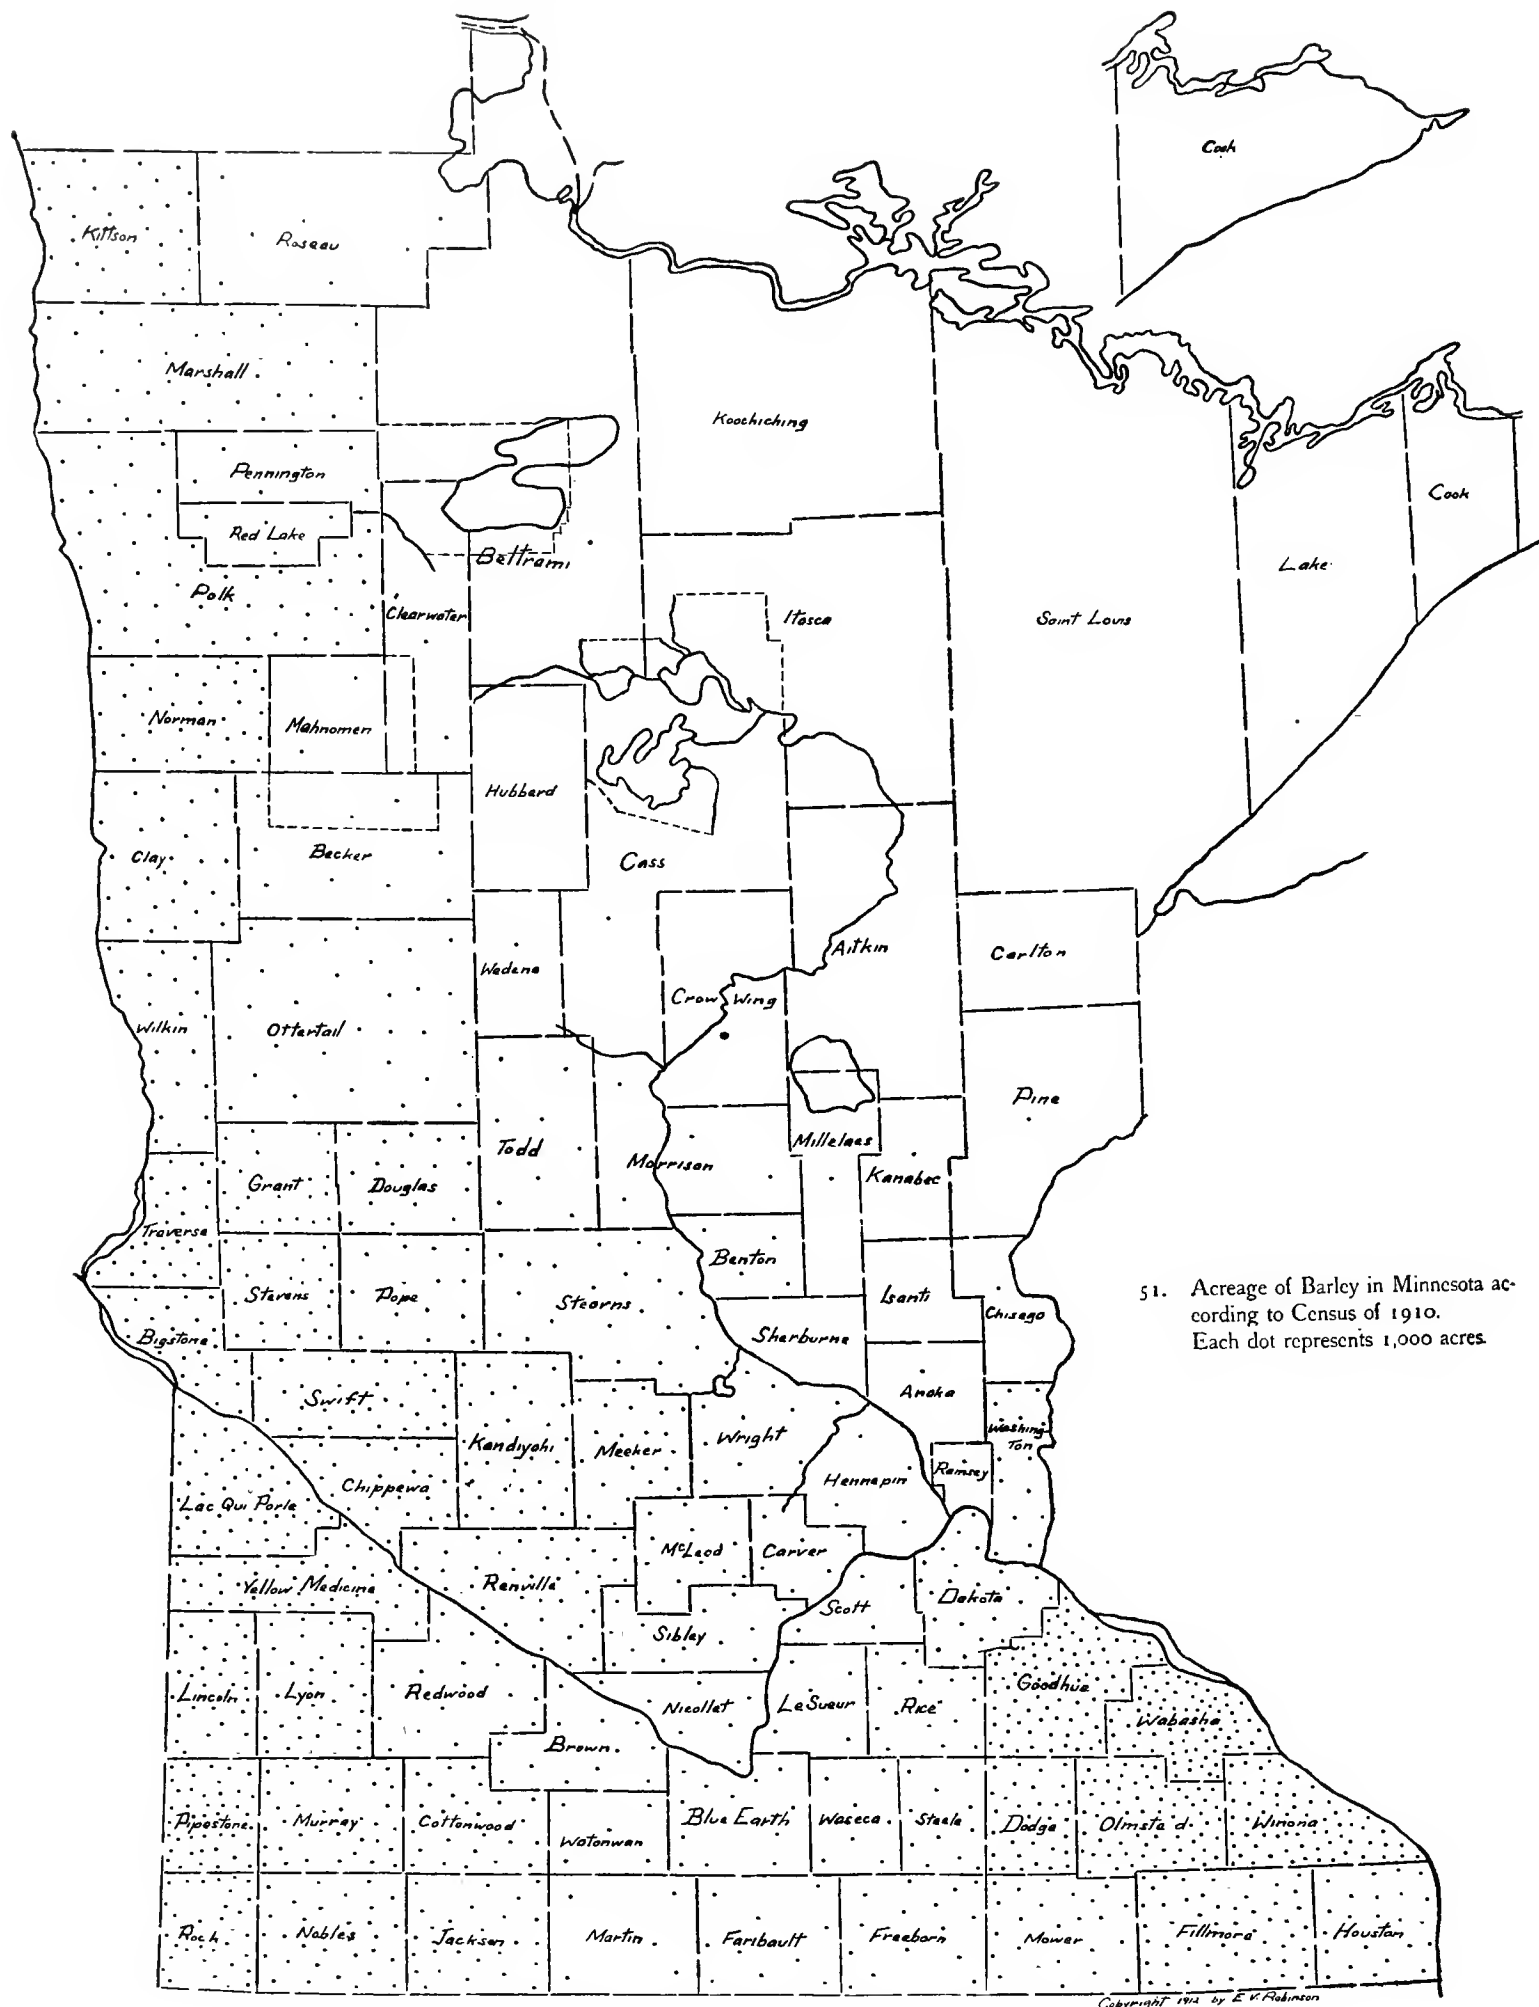 Cook
Kittson
Roseau
Marshall
Koochiching
Pennington
Cook
Red Lake
Beltrami
Lake
Polk
Clearwater
Itasca
Saint Louis
Norman
Mahnomen
Hubbard
Clay
Becker
Cass
Wadena
Aitkin
Carlton
Crow Wing
Wilkin
Ottertail
Pine
Todd
Millelacs
Morrison
Kanabec
Grant
Douglas
Traverse
Benton
Stevens
Pope
Stearns
Isanti
Chisago
51. Acreage of Barley in Minnesota ac-
cording to Census of 1910.
Each dot represents 1,000 acres.
Bigstone
Sherburne
Swift
Anoka
Kandiyohi
Meeker
Wright
Washing-
Ton
Chippewa
Hennepin
Ramsey
Lac Qui Parle
McLeod
Carver
Yellow Medicine
Renville
Scott
Dakota
Sibley
Lincoln
Lyon
Redwood
Nicollet
LeSueur
Rice
Goodhue
Wabasha
Brown
Pipestone
Murray
Cottonwood
Watonwan
Blue Earth
Waseca
Steele
Dodge
Olmsted
Winona
Rock
Nobles
Jackson
Martin
Faribault
Freeborn
Mower
Fillmore
Houston
Copyright 1912 by E. V. Robinson